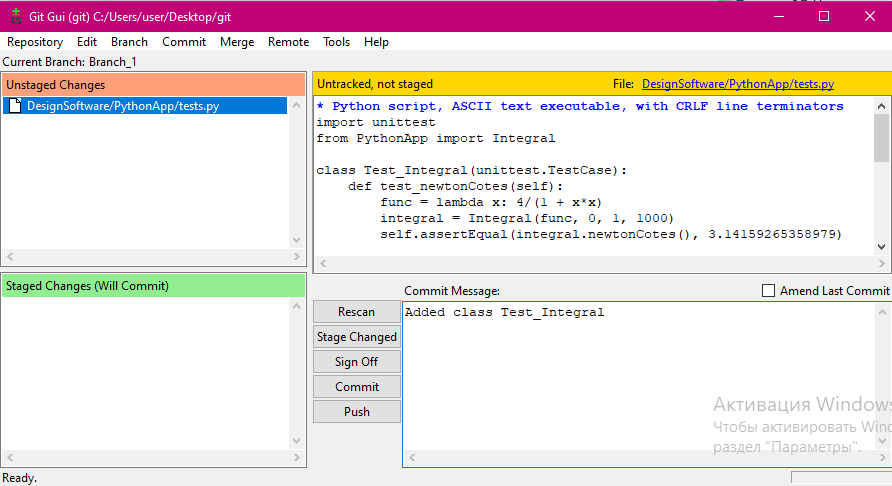 Git Gui (git) C:/Users/user/Desktop/git
Repository Edit Branch Commit Merge Remote Tools Help
Current Branch: Branch_1
Unstaged Changes
DesignSoftware/PythonApp/tests.py
Untracked, not staged File: DesignSoftware/PythonApp/tests.py
* Python script, ASCII text executable, with CRLF line terminators
import unittest
from PythonApp import Integral
class Test_Integral(unittest.TestCase):
def test_newtonCotes(self):
func = lambda x: 4/(1 + x*x)
integral = Integral(func, 0, 1, 1000)
self.assertEqual(integral.newtonCotes(), 3.14159265358979)
Staged Changes (Will Commit)
Rescan
Stage Changed
Sign Off
Commit
Push
Commit Message: Amend Last Commit
Added class Test_Integral
Активация Windows
Чтобы активировать Win
раздел "Параметры".
Ready.